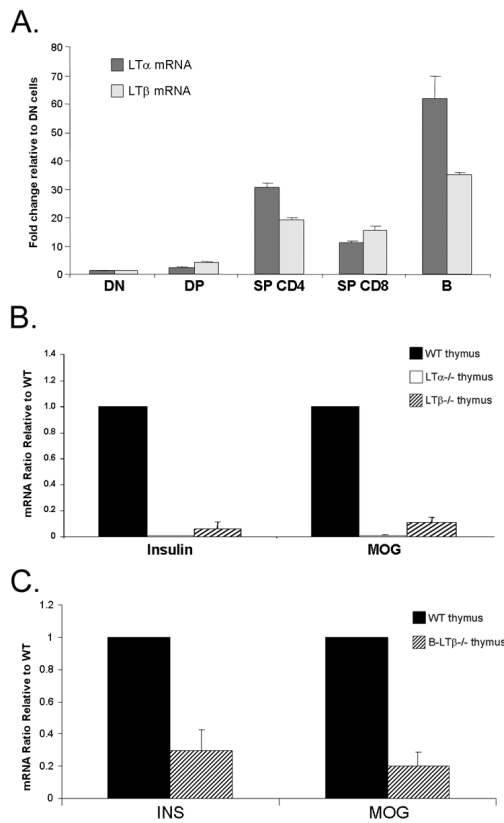 A.
Fold change relative to DN cells
80
70
60
50
40
30
20
10
0
LTα mRNA
LTβ mRNA
DN DP SP CD4 SP CD8 B
B.
mRNA Ratio Relative to WT
1.4
1.2
1.0
0.8
0.6
0.4
0.2
0
WT thymus
LTα-/- thymus
LTβ-/- thymus
Insulin MOG
C.
mRNA Ratio Relative to WT
1.2
1
0.8
0.6
0.4
0.2
0
WT thymus
B-LTβ-/- thymus
INS MOG